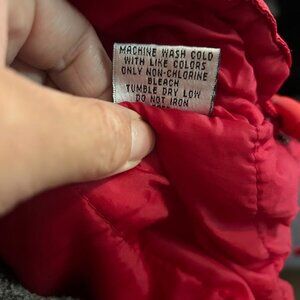 MACHINE WASH COLD
WITH LIKE COLORS
ONLY NON-CHLORINE
BLEACH
TUMBLE DRY LOW
DO NOT IRON